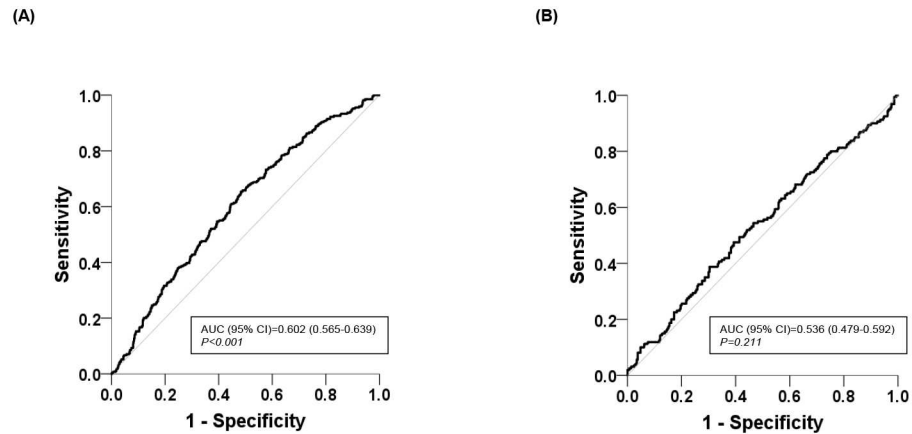 (A)
1.0
0.8
0.6
0.4
0.2
0.0
Sensitivity
AUC (95% CI)=0.602 (0.565-0.639)
P<0.001
0.0 0.2 0.4 0.6 0.8 1.0
1 - Specificity
(B)
1.0
0.8
0.6
0.4
0.2
0.0
Sensitivity
AUC (95% CI)=0.536 (0.479-0.592)
P=0.211
0.0 0.2 0.4 0.6 0.8 1.0
1 - Specificity